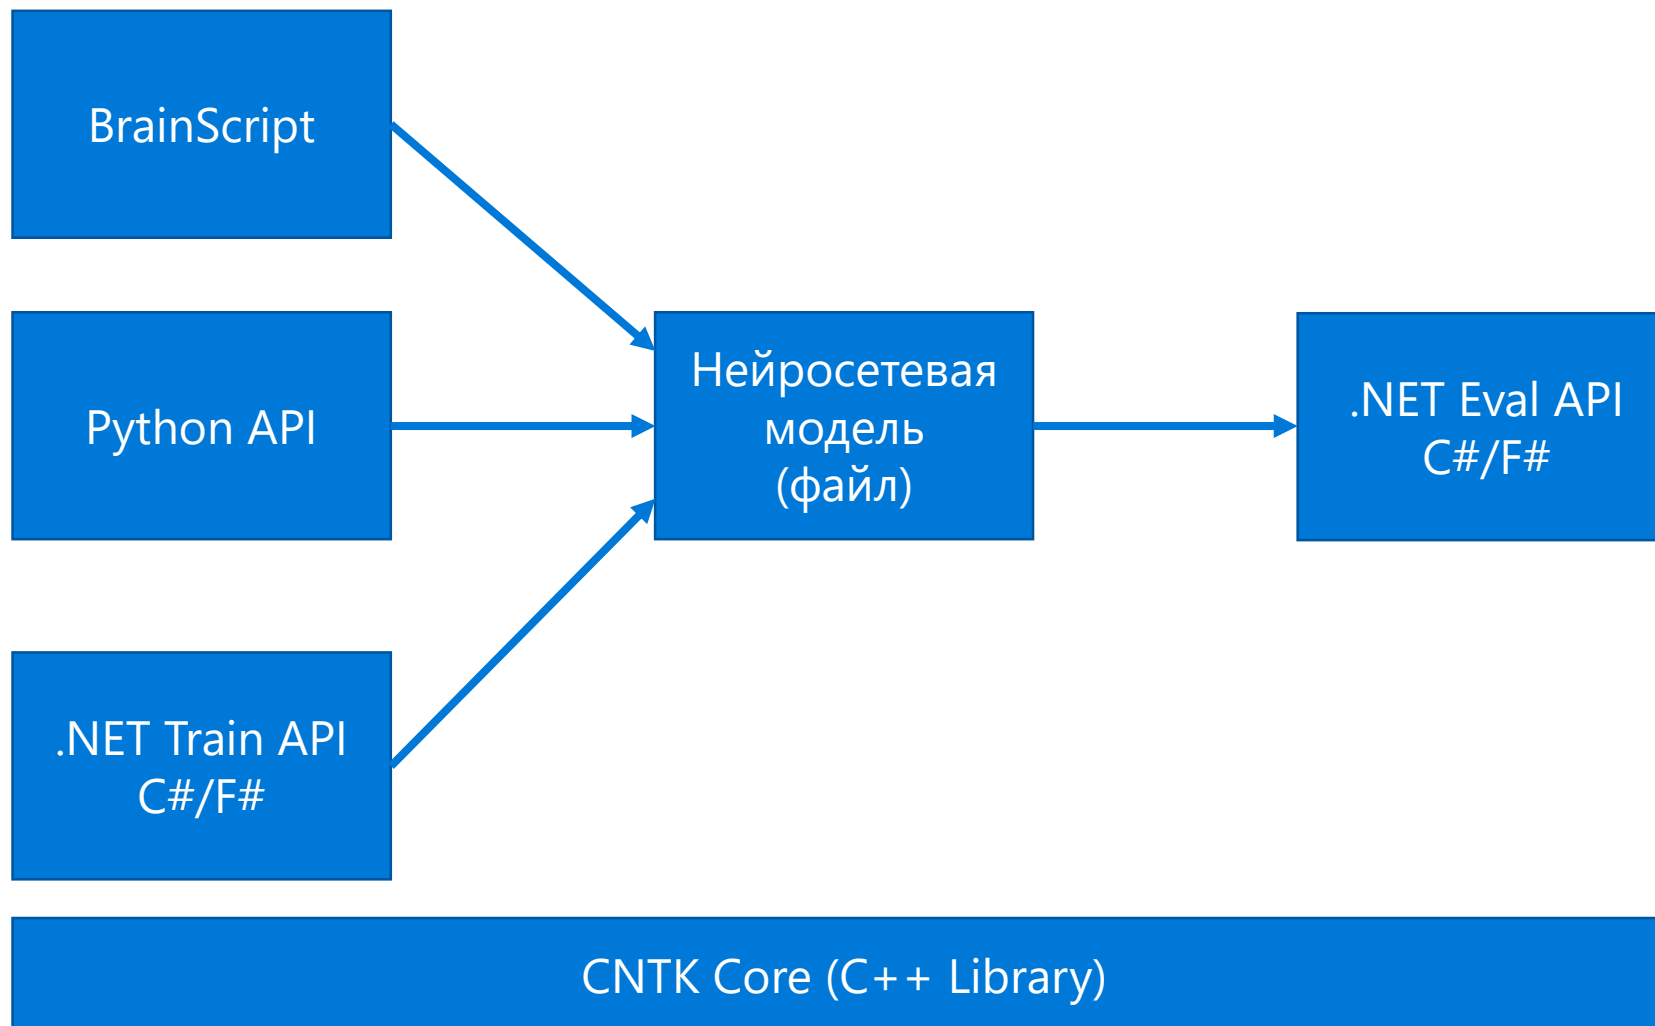 BrainScript
Python API
Нейросетевая
модель
(файл)
.NET Eval API
C#/F#
.NET Train API
C#/F#
CNTK Core (C++ Library)